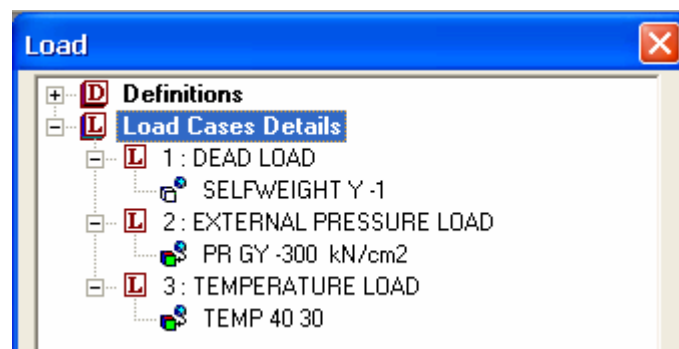 Load
D Definitions
L Load Cases Details
L 1 : DEAD LOAD
SELFWEIGHT Y -1
L 2 : EXTERNAL PRESSURE LOAD
PR GY -300 kN/cm2
L 3 : TEMPERATURE LOAD
TEMP 40 30